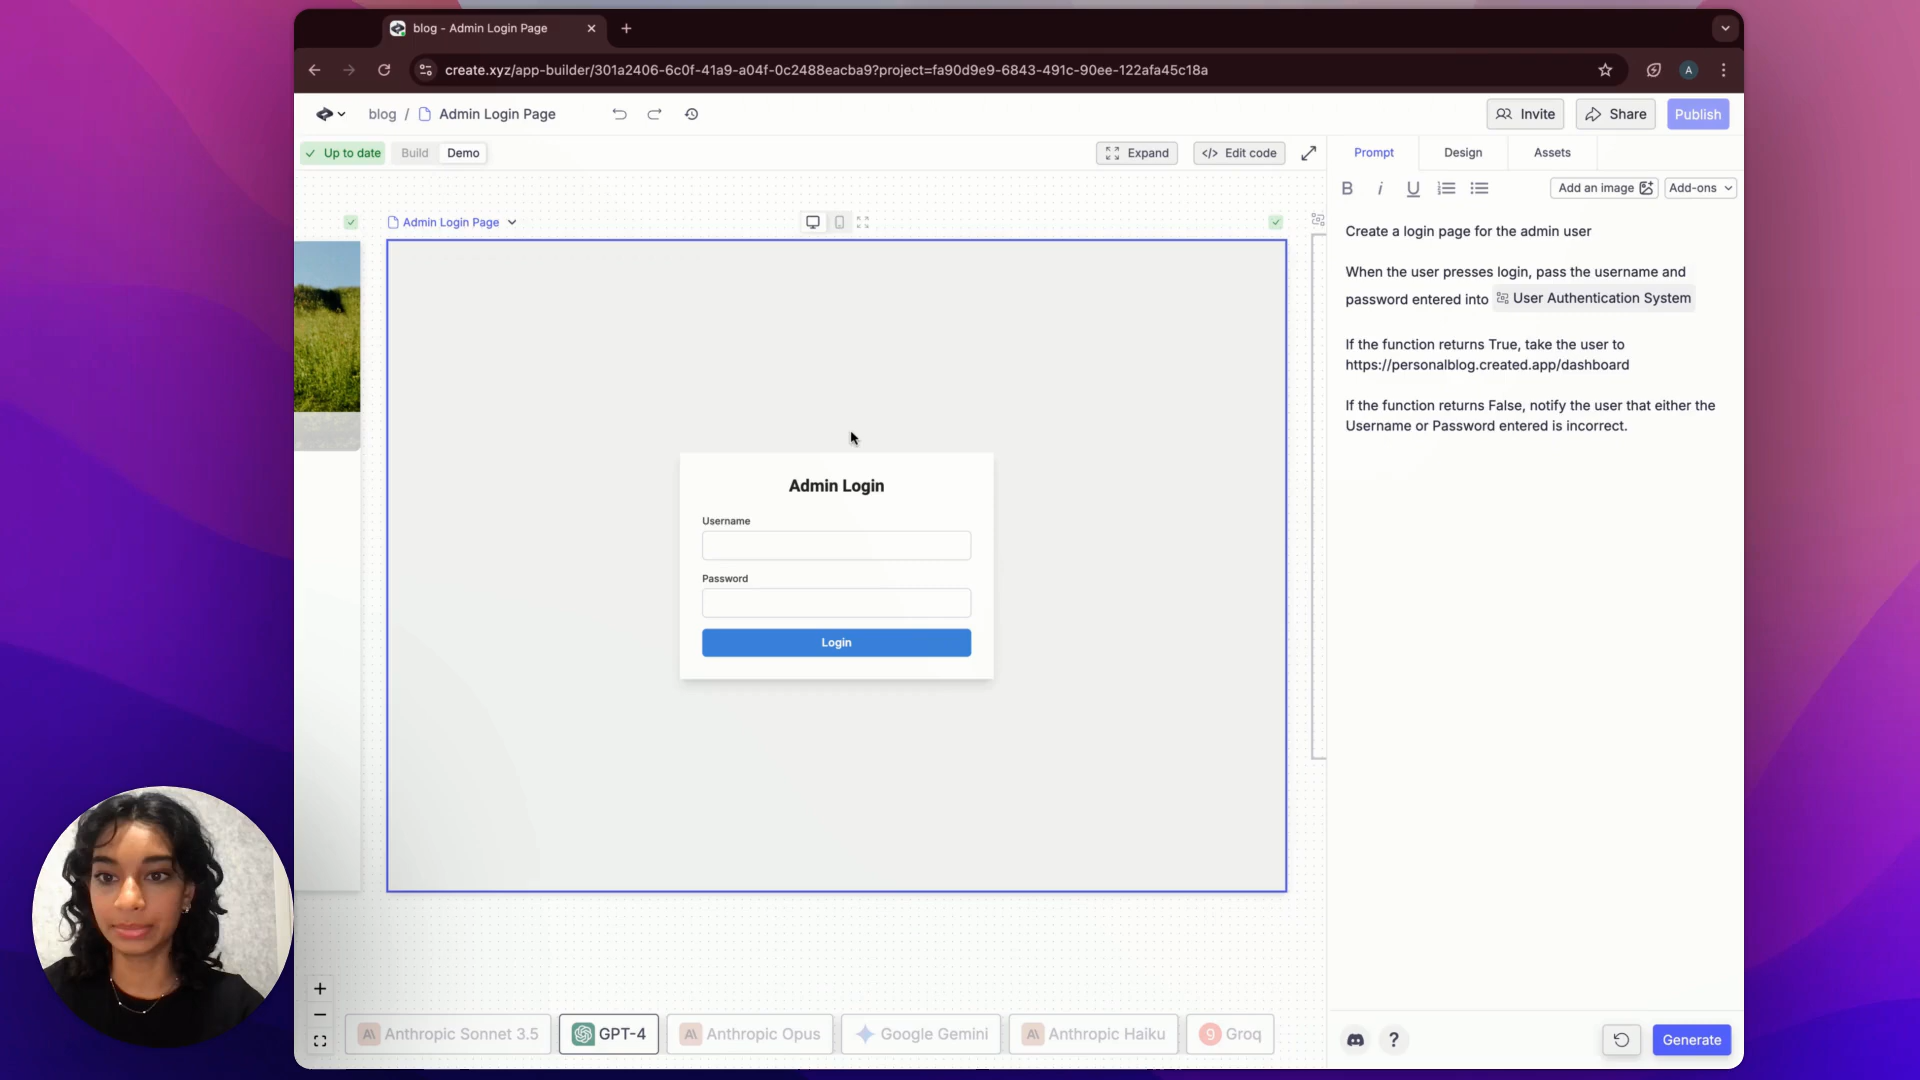 blog - Admin Login Page
create.xyz/app-builder/301a2406-6c0f-41a9-a04f-0c2488eacba9?project=fa90d9e9-6843-491c-90ee-122afa45c18a
A
blog / Admin Login Page
Invite
Share
Publish
Up to date
Build
Demo
Expand
</> Edit code
Prompt
Design
Assets
B i U
Add an image
Add-ons
Admin Login Page
Create a login page for the admin user
When the user presses login, pass the username and
password entered into User Authentication System
If the function returns True, take the user to
https://personalblog.created.app/dashboard
If the function returns False, notify the user that either the
Username or Password entered is incorrect.
Admin Login
Username
Password
Login
Anthropic Sonnet 3.5
GPT-4
Anthropic Opus
Google Gemini
Anthropic Haiku
Groq
?
Generate